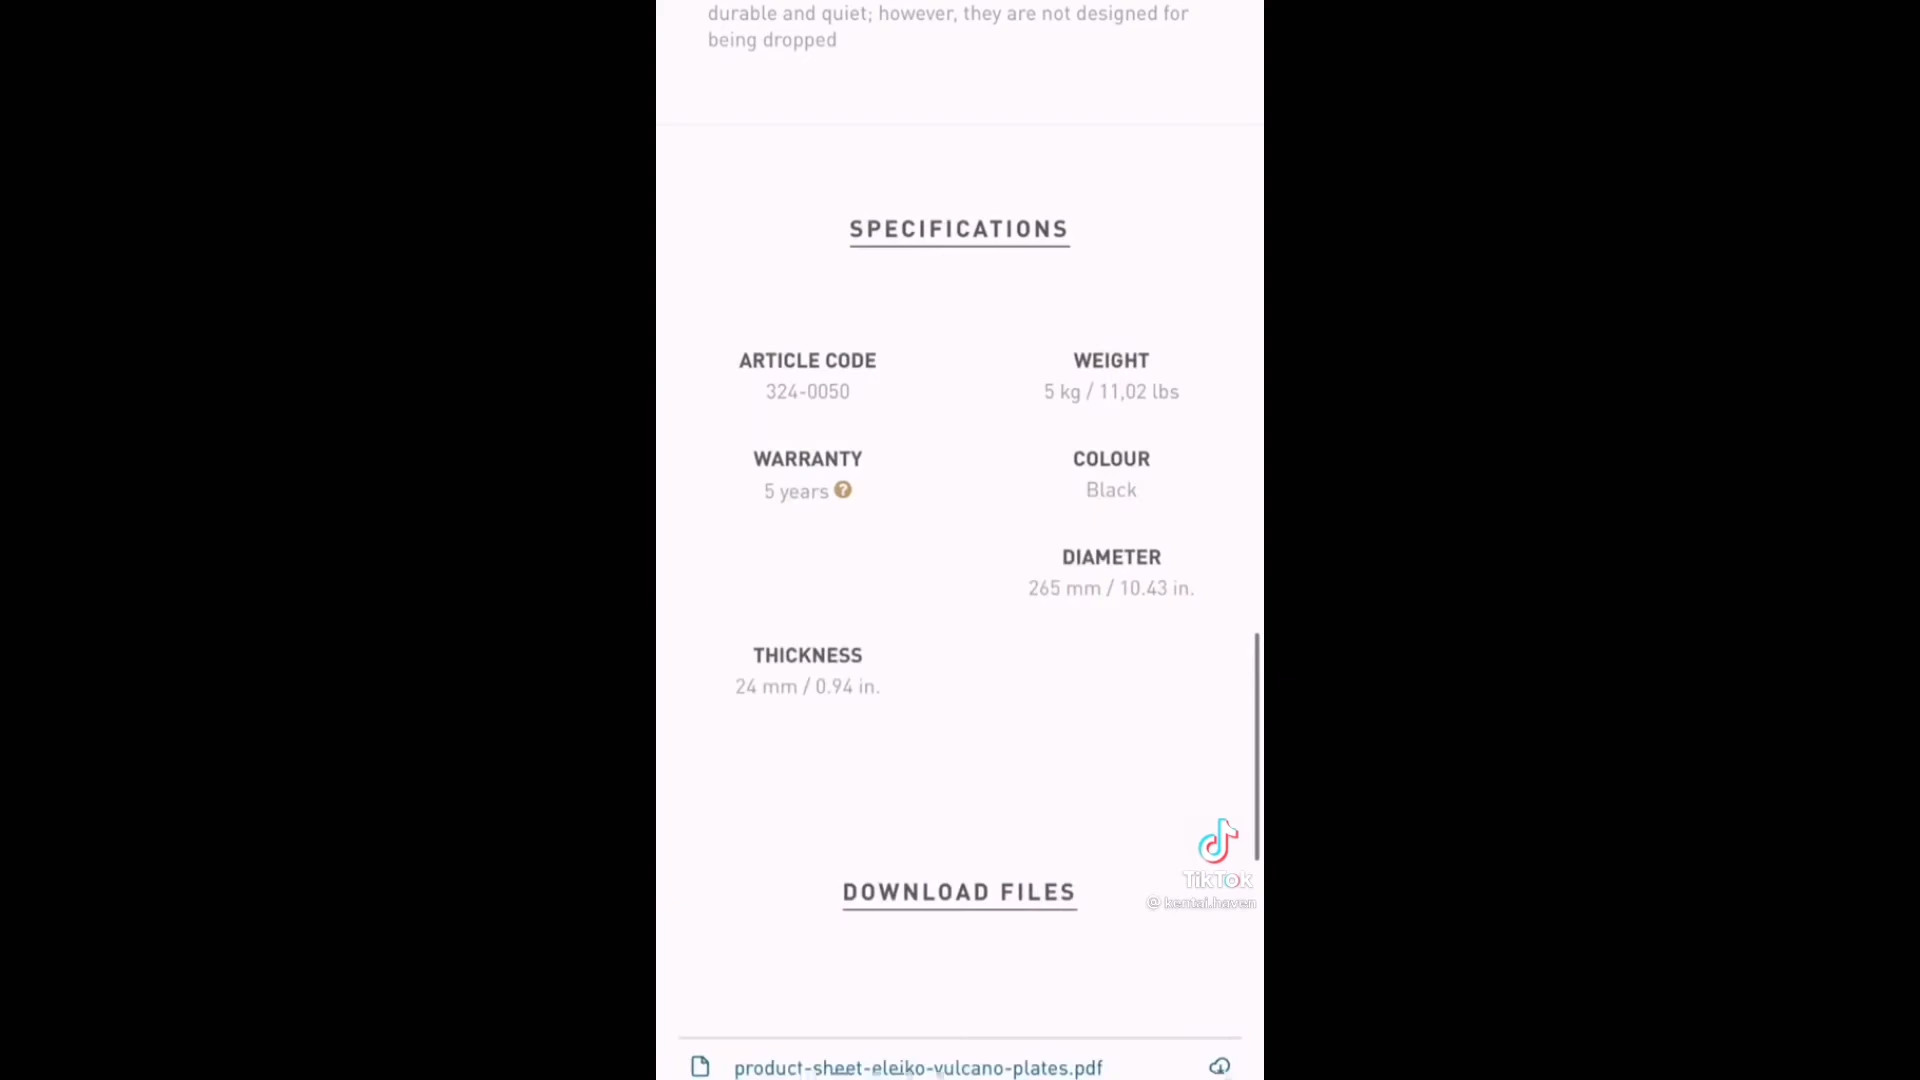 durable and quiet; however, they are not designed for
being dropped
SPECIFICATIONS
ARTICLE CODE
324-0050
WEIGHT
5 kg / 11,02 lbs
WARRANTY
5 years ?
COLOUR
Black
DIAMETER
265 mm / 10.43 in.
THICKNESS
24 mm / 0.94 in.
TikTok
@kentai.haven
DOWNLOAD FILES
product-sheet-eleiko-vulcano-plates.pdf